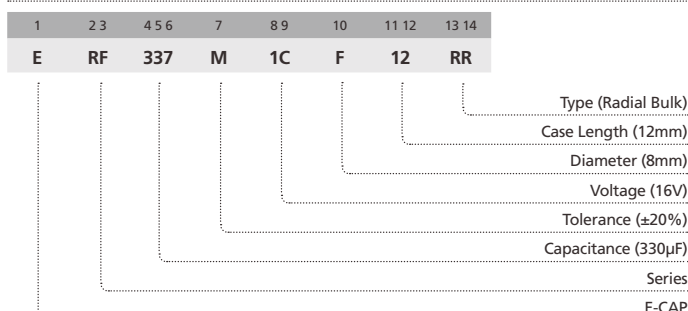 1 2 3 4 5 6 7 8 9 10 11 12 13 14
E RF 337 M 1C F 12 RR
Type (Radial Bulk)
Case Length (12mm)
Diameter (8mm)
Voltage (16V)
Tolerance (±20%)
Capacitance (330µF)
Series
E-CAP